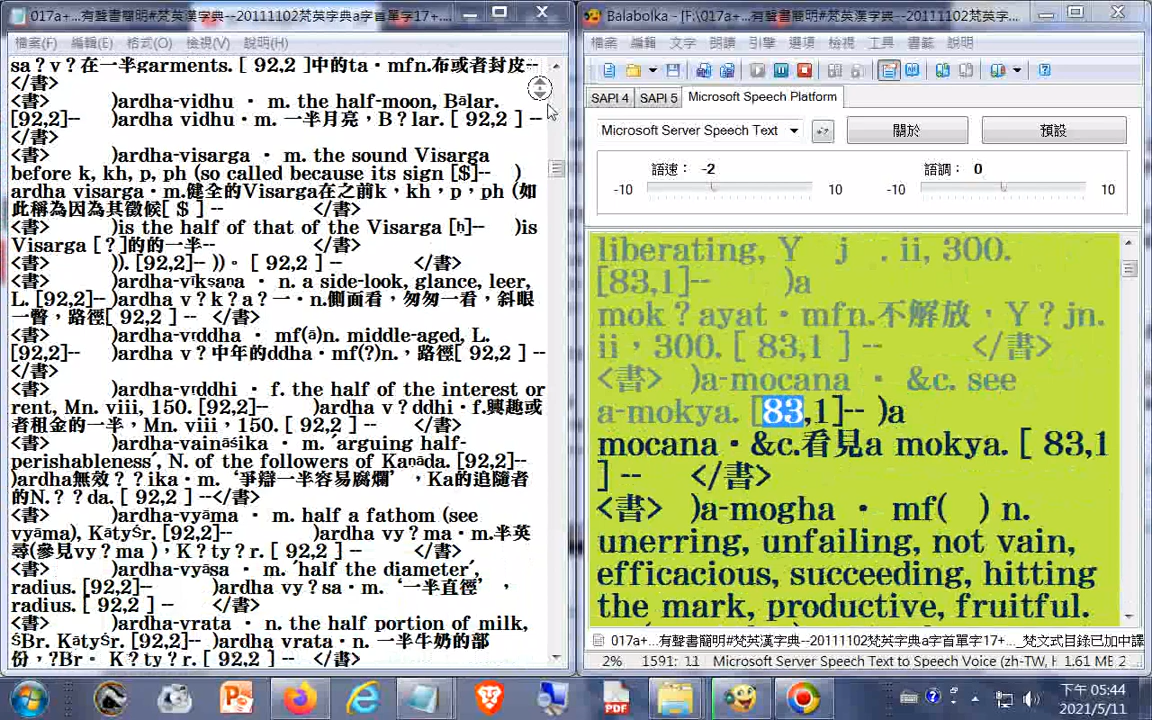 017a+...有聲書簡明#梵英漢字典--20111102梵英字典a字首單字17+...
檔案(F) 編輯(E) 格式(O) 檢視(V) 說明(H)
sa?v?在一半garments. [ 92,2 ]中的ta‧mfn.布或者封皮--
</書>
<書> )ardha-vidhu ‧ m. the half-moon, Bālar.
[92,2]-- )ardha vidhu‧m. 一半月亮，B？lar. [ 92,2 ] --
</書>
<書> )ardha-visarga ‧ m. the sound Visarga
before k, kh, p, ph (so called because its sign [$]-- )
ardha visarga‧m.健全的Visarga在之前k，kh，p，ph (如
此稱為因為其徵候[ $ ] -- </書>
<書> )is the half of that of the Visarga [ḥ]-- )is
Visarga [？]的的一半-- </書>
<書> )). [92,2]-- ))。 [ 92,2 ] -- </書>
<書> )ardha-vīkṣaṇa ‧ n. a side-look, glance, leer,
L. [92,2]-- )ardha v？k？a？一‧n.側面看，匆匆一看，斜眼
一瞥，路徑[ 92,2 ] -- </書>
<書> )ardha-vṛddha ‧ mf(ā)n. middle-aged, L.
[92,2]-- )ardha v？中年的ddha‧mf(?)n.，路徑[ 92,2 ] --
</書>
<書> )ardha-vṛddhi ‧ f. the half of the interest or
rent, Mn. viii, 150. [92,2]-- )ardha v？ddhi‧f.興趣或
者租金的一半，Mn. viii，150. [ 92,2 ] -- </書>
<書> )ardha-vaināśika ‧ m. 'arguing half-
perishableness', N. of the followers of Kaṇāda. [92,2]--
)ardha無效？？ika‧m.‘爭辯一半容易腐爛’，Ka的追隨者
的N.？？da. [ 92,2 ] --</書>
<書> )ardha-vyāma ‧ m. half a fathom (see
vyāma), KātyŚr. [92,2]-- )ardha vy？ma‧m.半英
尋(參見vy？ma )，K？ty？r. [ 92,2 ] -- </書>
<書> )ardha-vyāsa ‧ m. 'half the diameter',
radius. [92,2]-- )ardha vy？sa‧m.‘一半直徑’，
radius. [ 92,2 ] -- </書>
<書> )ardha-vrata ‧ n. the half portion of milk,
ŚBr. KātyŚr. [92,2]-- )ardha vrata‧n. 一半牛奶的部
份，?Br。 K？ty？r. [ 92,2 ] -- </書>
Balabolka - [F:\017a+...有聲書簡明#梵英漢字典--20111102梵英字...
檔案 編輯 文字 朗讀 引擎 選項 檢視 工具 書籤 說明
SAPI 4 SAPI 5 Microsoft Speech Platform
Microsoft Server Speech Text 關於 預設
語速： -2 語調： 0
-10 10 -10 10
liberating, Y j . ii, 300.
[83,1]-- )a
mok？ayat‧mfn.不解放，Y？jn.
ii，300. [ 83,1 ] -- </書>
<書> )a-mocana ‧ &c. see
a-mokya. [83,1]-- )a
mocana‧&c.看見a mokya. [ 83,1
] -- </書>
<書> )a-mogha ‧ mf( ) n.
unerring, unfailing, not vain,
efficacious, succeeding, hitting
the mark, productive, fruitful.
017a+...有聲書簡明#梵英漢字典--20111102梵英字典a字首單字17+..._梵文式目錄已加中譯
2% 1591: 11 Microsoft Server Speech Text to Speech Voice (zh-TW, H 1.61 MB 2
下午 05:44
2021/5/11